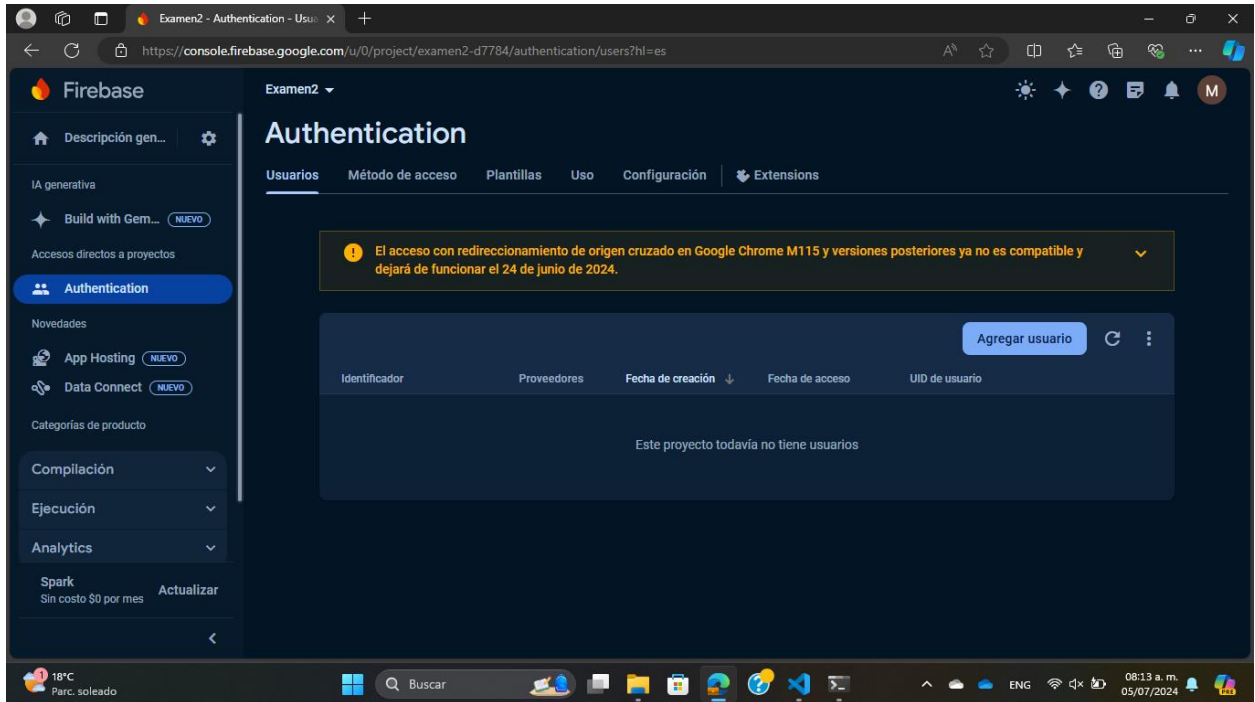 Examen2 - Authentication - Usua
https://console.firebase.google.com/u/0/project/examen2-d7784/authentication/users?hl=es
Firebase
Examen2
M
Descripción gen...
Authentication
Usuarios Método de acceso Plantillas Uso Configuración Extensions
IA generativa
Build with Gem... NUEVO
Accesos directos a proyectos
Authentication
Novedades
App Hosting NUEVO
Data Connect NUEVO
Categorías de producto
Compilación
Ejecución
Analytics
Spark
Sin costo $0 por mes
Actualizar
El acceso con redireccionamiento de origen cruzado en Google Chrome M115 y versiones posteriores ya no es compatible y
dejará de funcionar el 24 de junio de 2024.
Agregar usuario
Identificador Proveedores Fecha de creación Fecha de acceso UID de usuario
Este proyecto todavía no tiene usuarios
1
18°C
Parc. soleado
Buscar
ENG
08:13 a. m.
05/07/2024
PRE